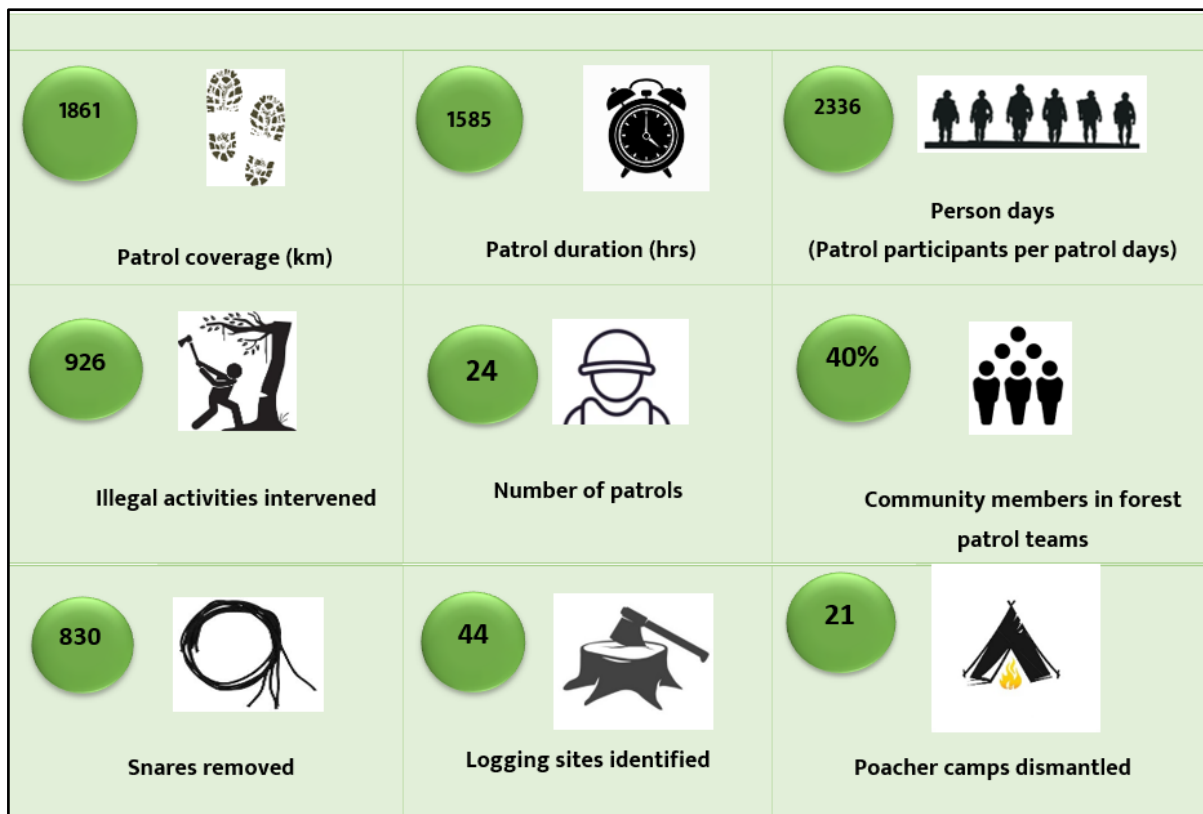 1861
Patrol coverage (km)
1585
Patrol duration (hrs)
2336
Person days
(Patrol participants per patrol days)
926
Illegal activities intervened
24
Number of patrols
40%
Community members in forest
patrol teams
830
Snares removed
44
Logging sites identified
21
Poacher camps dismantled